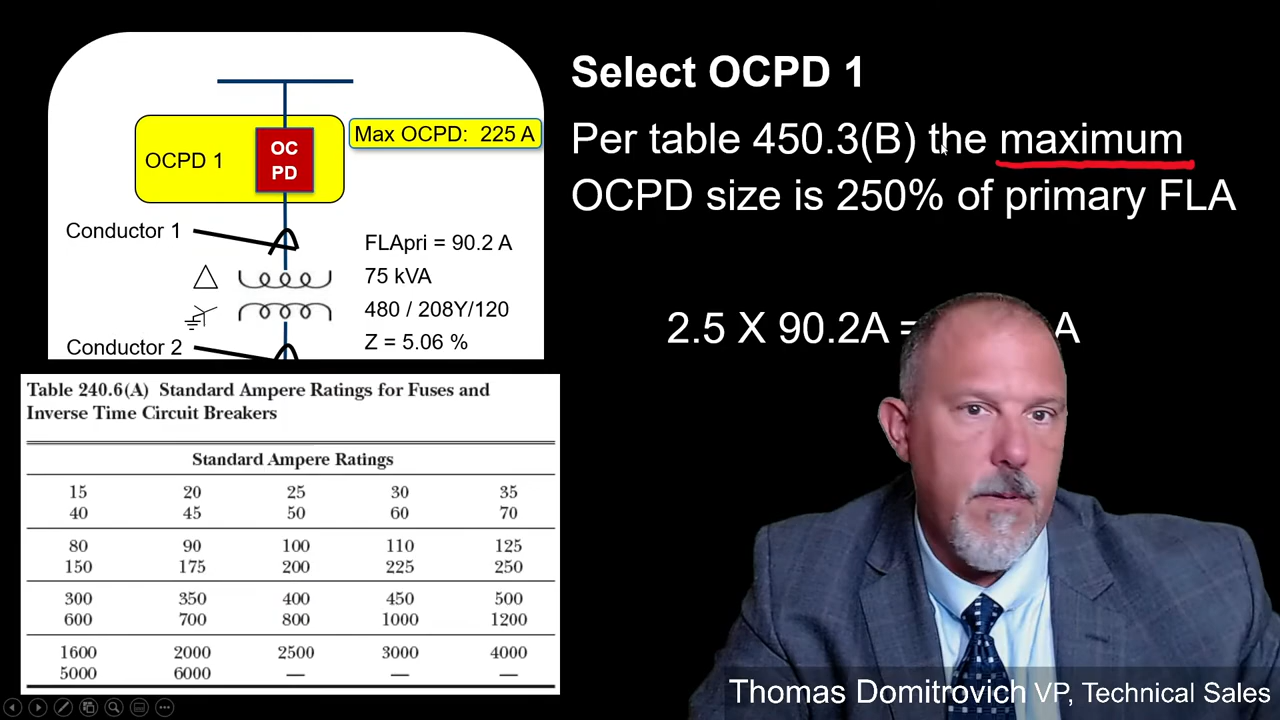 Select OCPD 1
Per table 450.3(B) the maximum
OCPD size is 250% of primary FLA
2.5 X 90.2A = A
Max OCPD: 225 A
OCPD 1
OC
PD
Conductor 1
FLApri = 90.2 A
75 kVA
480 / 208Y/120
Z = 5.06 %
Conductor 2
Table 240.6(A) Standard Ampere Ratings for Fuses and
Inverse Time Circuit Breakers
Standard Ampere Ratings
15 20 25 30 35
40 45 50 60 70
80 90 100 110 125
150 175 200 225 250
300 350 400 450 500
600 700 800 1000 1200
1600 2000 2500 3000 4000
5000 6000 — — —
Thomas Domitrovich VP, Technical Sales